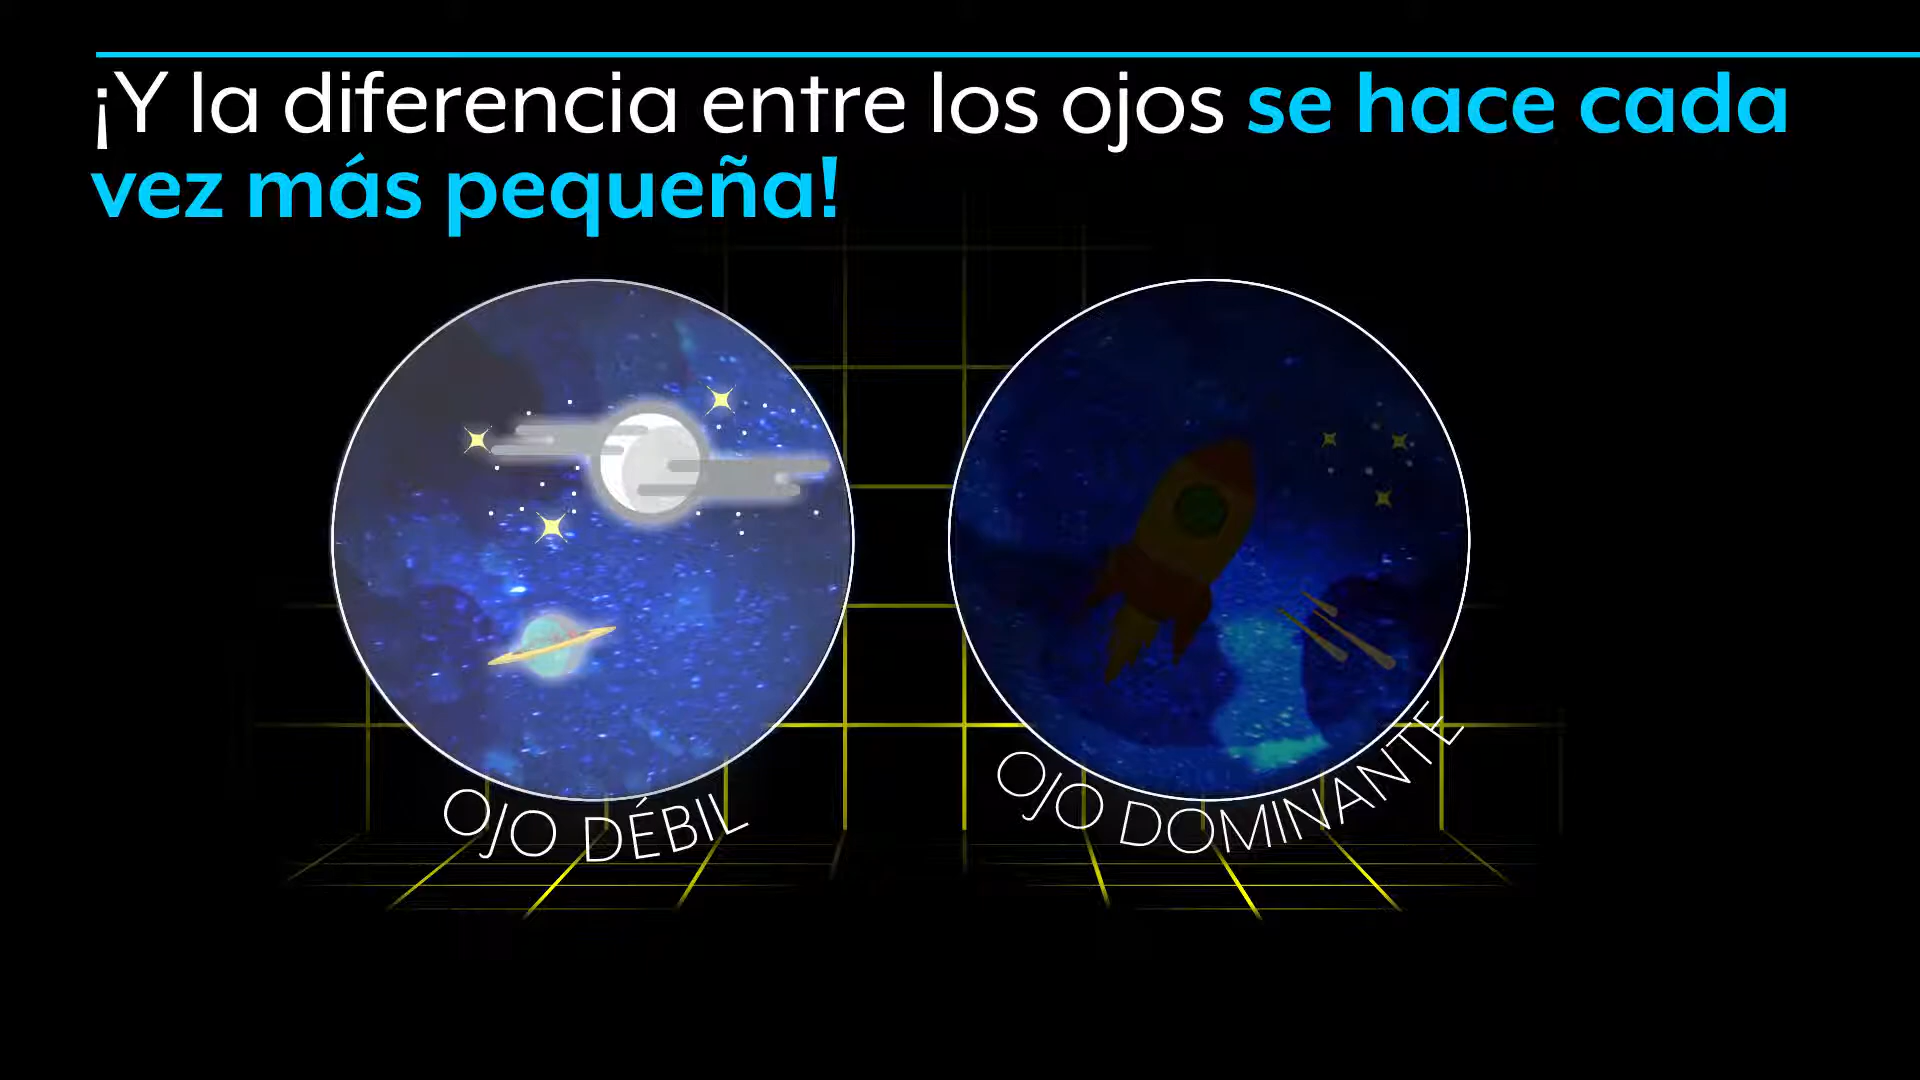 ¡Y la diferencia entre los ojos se hace cada
vez más pequeña!
OJO DÉBIL
OJO DOMINANTE